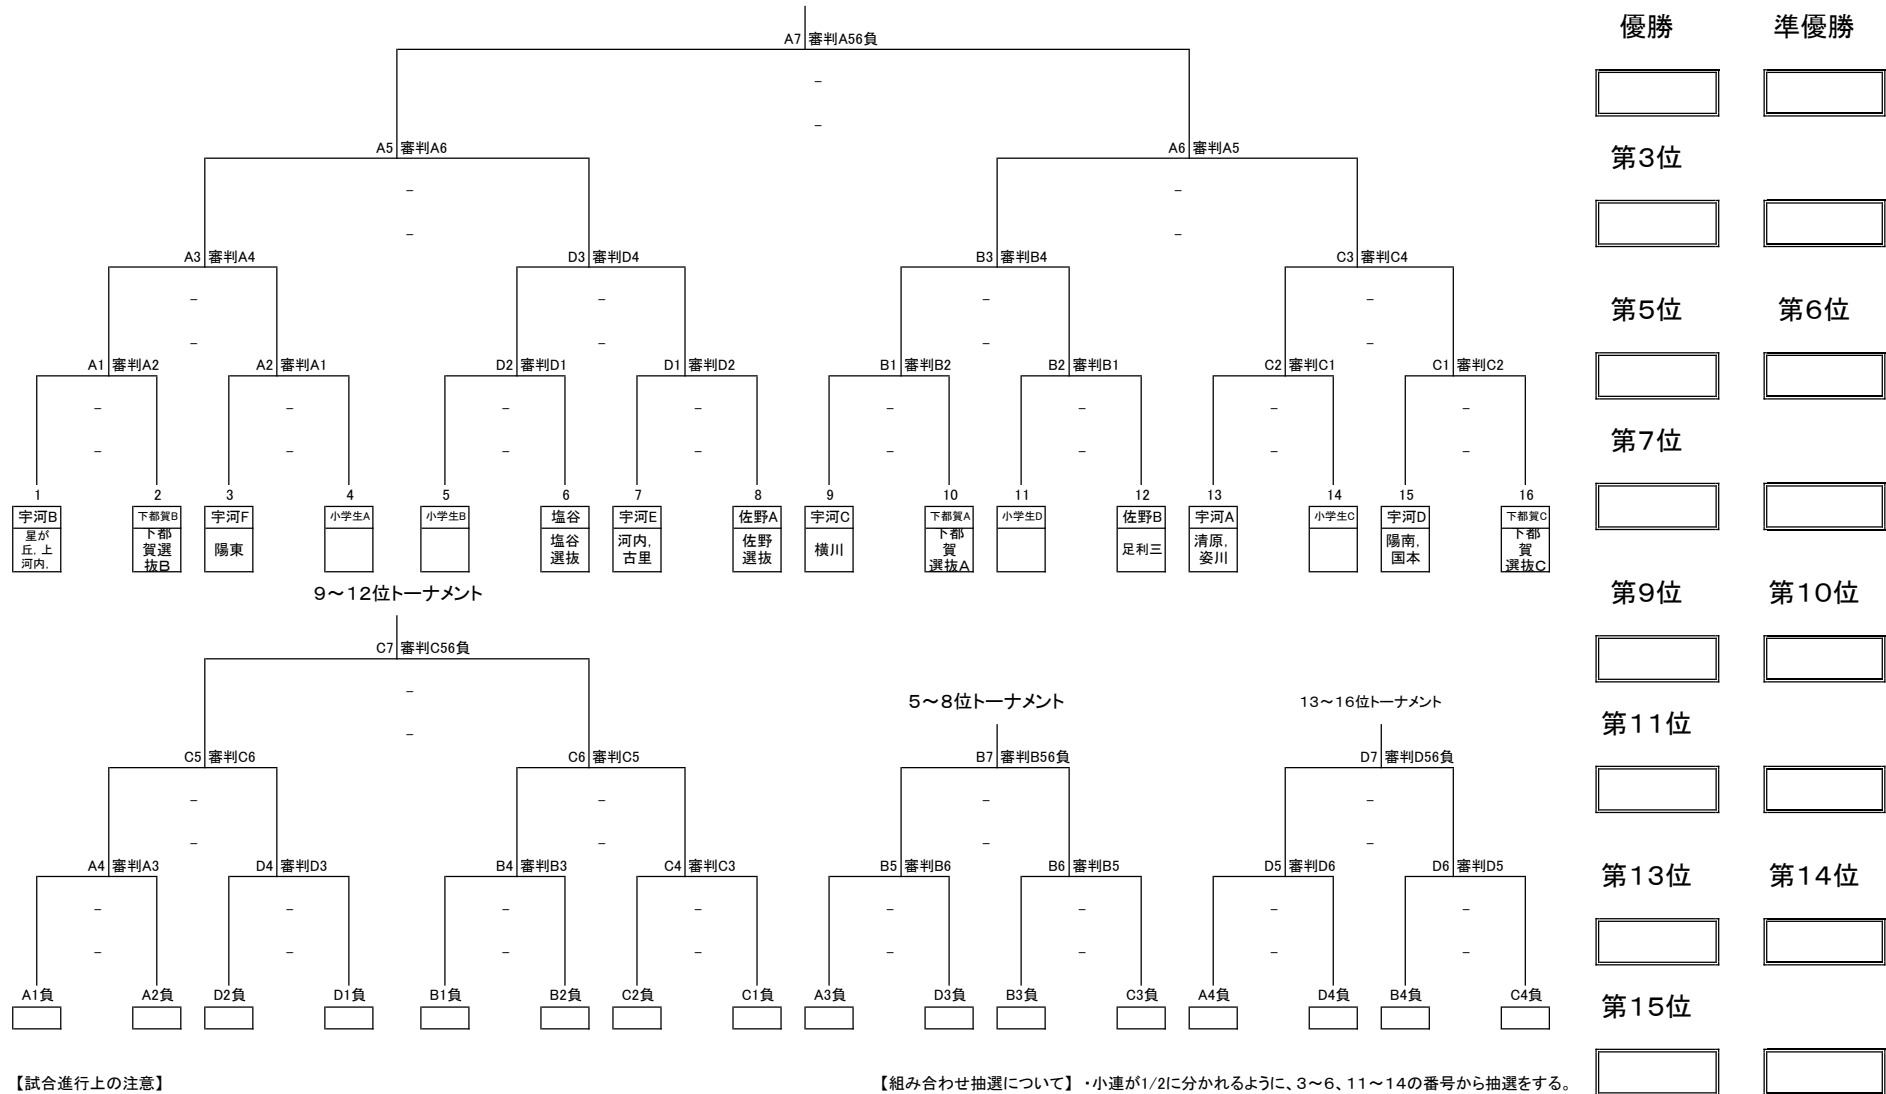 優勝 準優勝
A7 審判A56負
－
－
A5 審判A6 A6 審判A5
第3位
－ －
－ －
A3 審判A4 D3 審判D4 B3 審判B4 C3 審判C4
第5位 第6位
－ － － －
－ － － －
A1 審判A2 A2 審判A1 D2 審判D1 D1 審判D2 B1 審判B2 B2 審判B1 C2 審判C1 C1 審判C2
－ － － － － － － －
第7位
－ － － － － － － －
1 2 3 4 5 6 7 8 9 10 11 12 13 14 15 16
宇河B 下都賀B 宇河F 小学生A 小学生B 塩谷 宇河E 佐野A 宇河C 下都賀A 小学生D 佐野B 宇河A 小学生C 宇河D 下都賀C
星が
丘,上
河内,
下都
賀選
抜B
陽東
塩谷
選抜
河内,
古里
佐野
選抜
横川
下都
賀
選抜A
足利三
清原,
姿川
陽南,
国本
下都
賀
選抜C
9～12位トーナメント
第9位 第10位
C7 審判C56負
－
5～8位トーナメント 13～16位トーナメント
第11位
－
C5 審判C6 C6 審判C5 B7 審判B56負 D7 審判D56負
－ － － －
－ － － －
A4 審判A3 D4 審判D3 B4 審判B3 C4 審判C3 B5 審判B6 B6 審判B5 D5 審判D6 D6 審判D5
第13位 第14位
－ － － － － － － －
－ － － － － － － －
A1負 A2負 D2負 D1負 B1負 B2負 C2負 C1負 A3負 D3負 B3負 C3負 A4負 D4負 B4負 C4負
第15位
【試合進行上の注意】
【組み合わせ抽選について】 ・小連が1/2に分かれるように、3～6、11～14の番号から抽選をする。